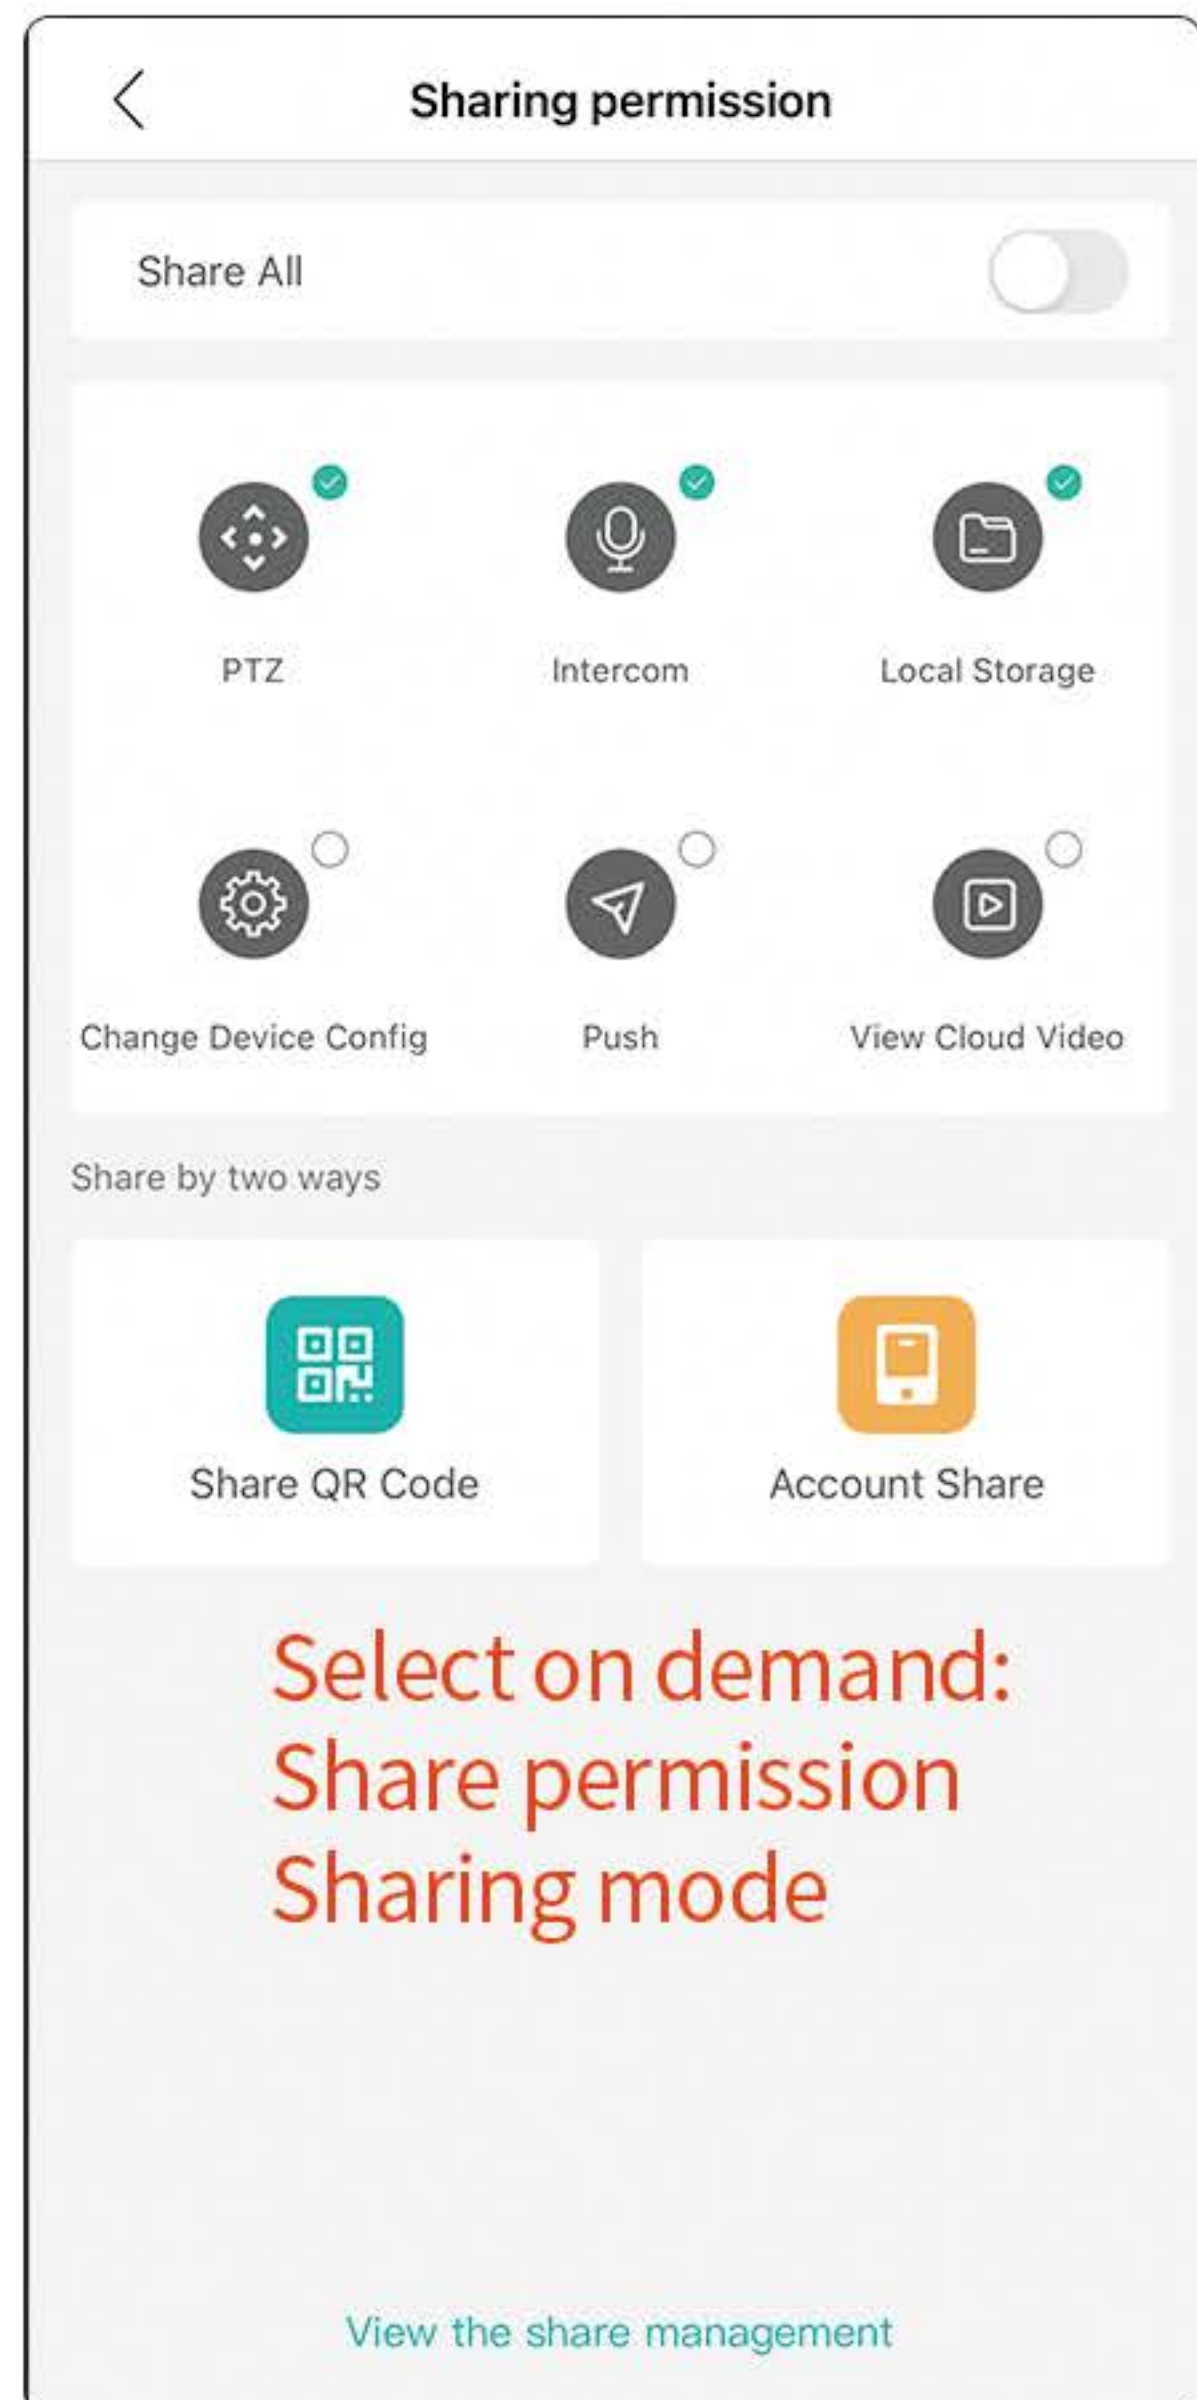 Sharing permission
Share All
PTZ
Intercom
Local Storage
Change Device Config
Push
View Cloud Video
Share by two ways
Share QR Code
Account Share
Select on demand:
Share permission
Sharing mode
View the share management